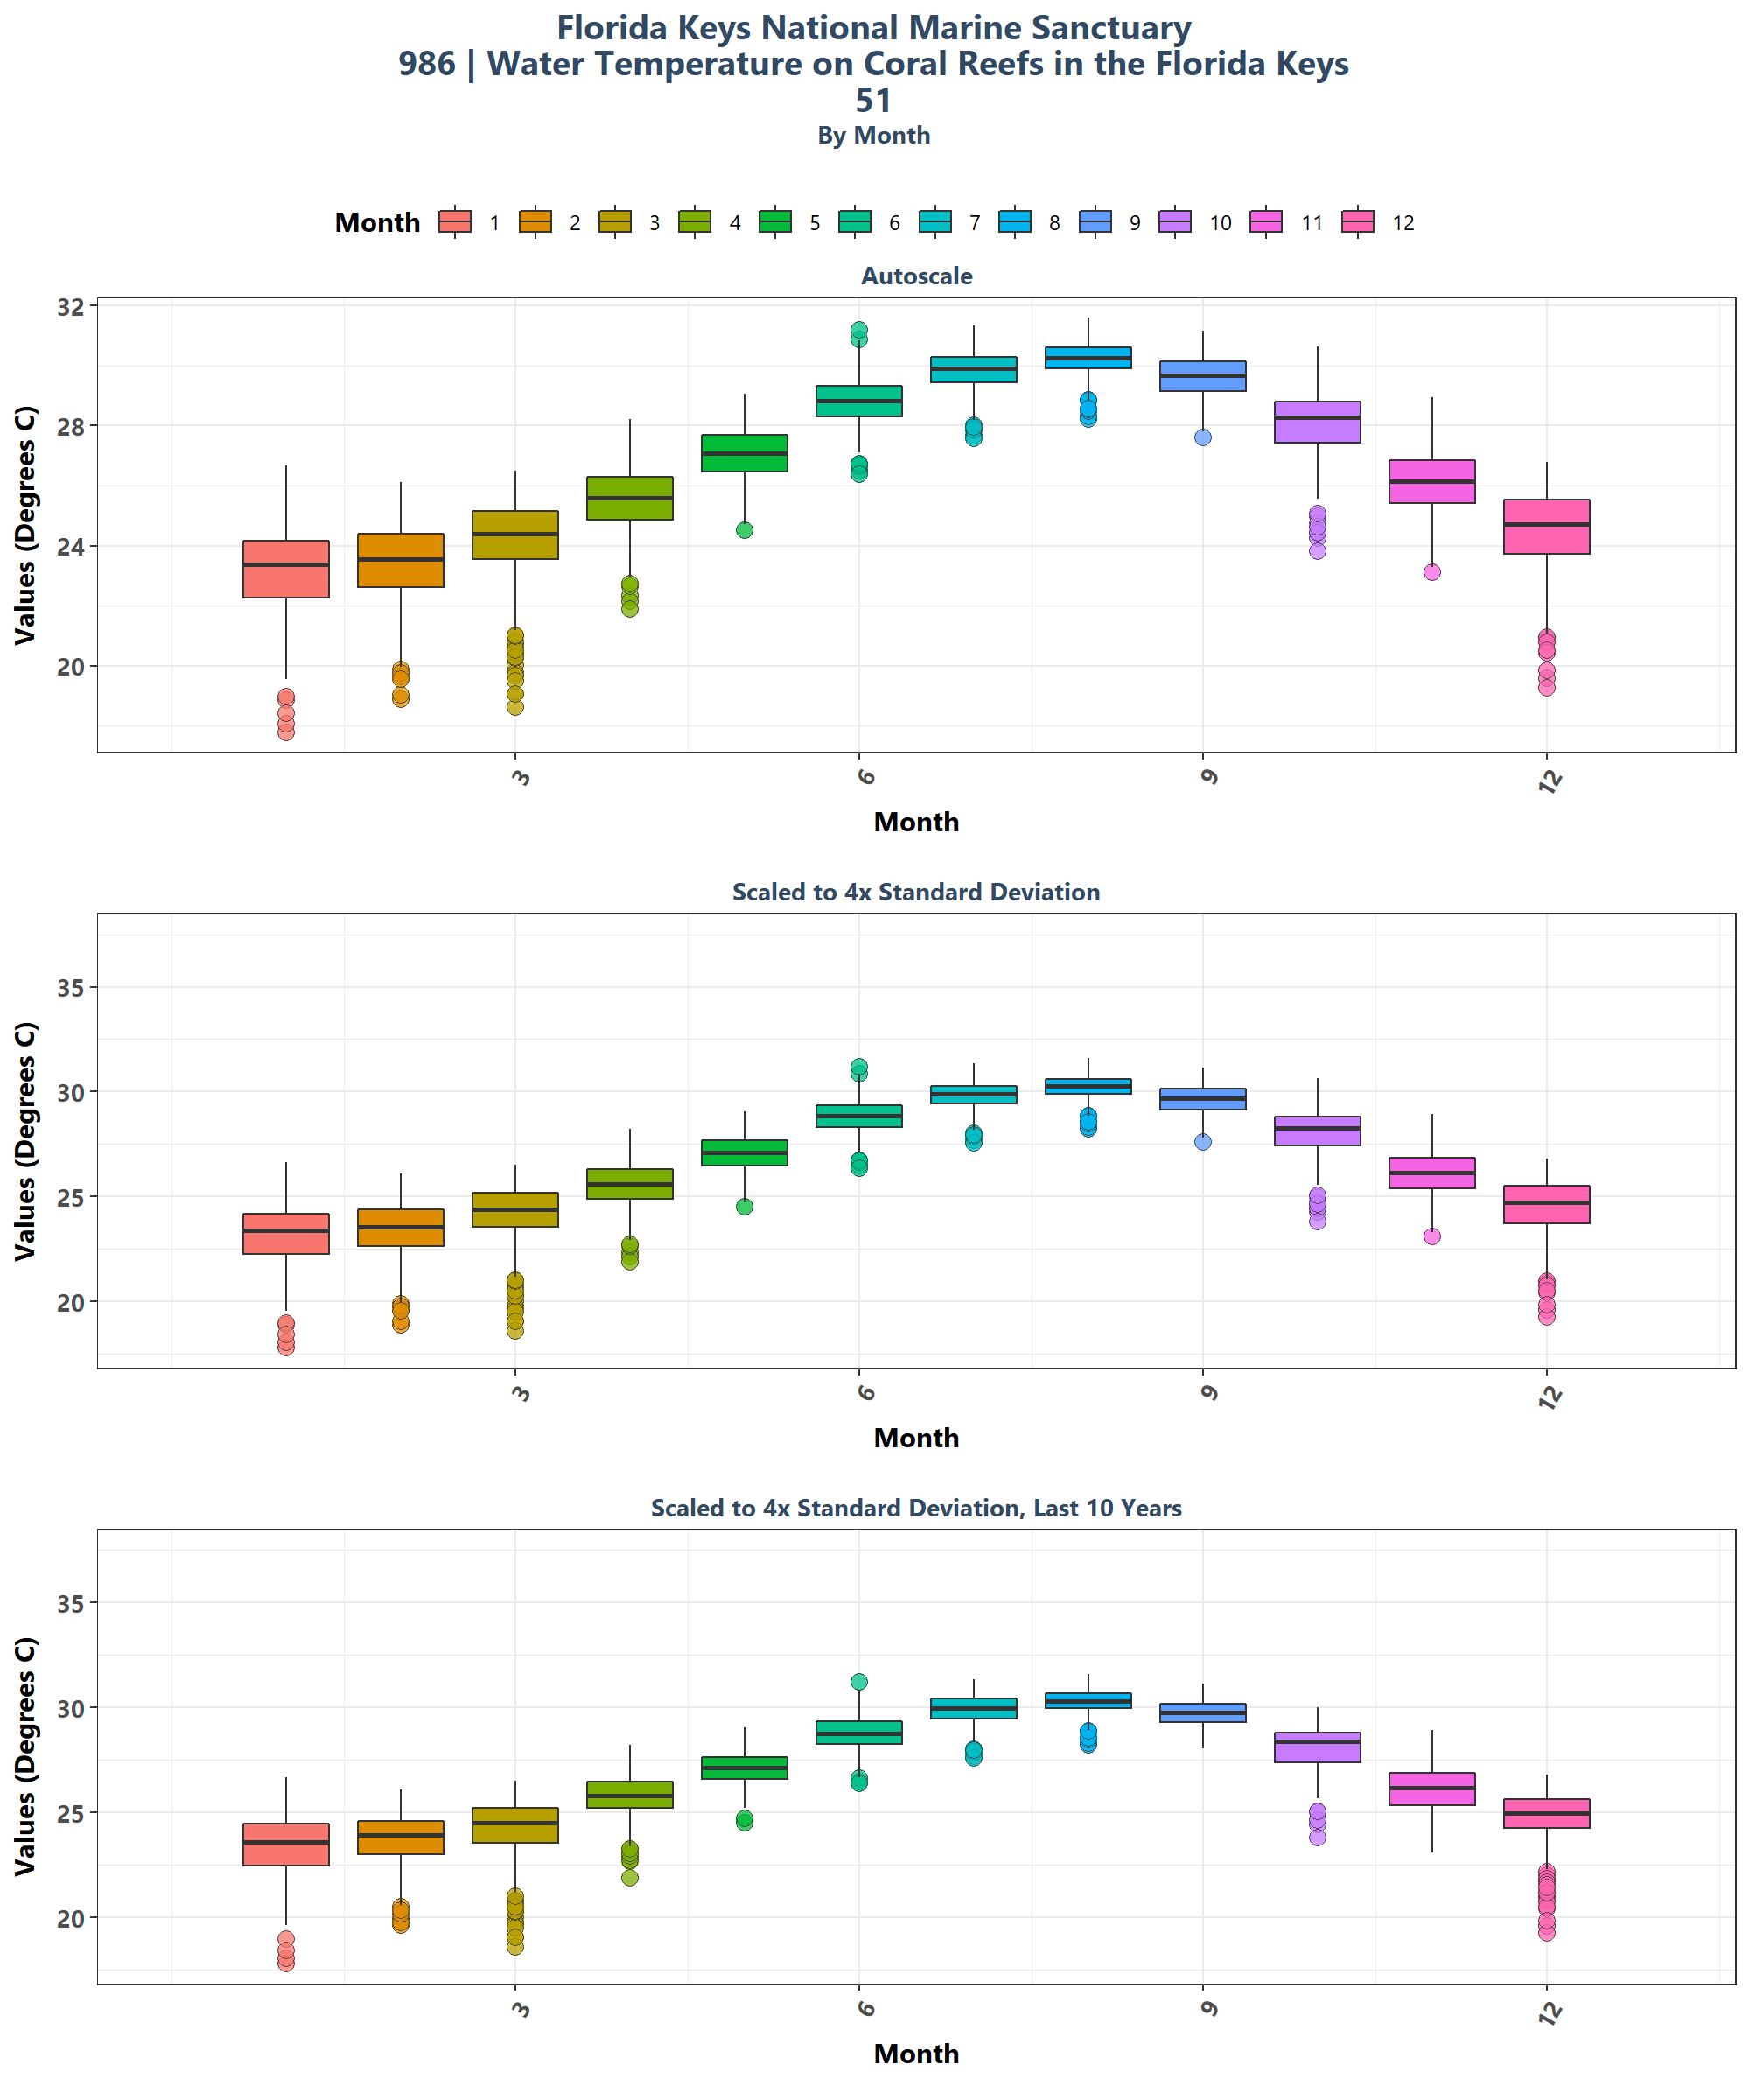 Florida Keys National Marine Sanctuary
986 | Water Temperature on Coral Reefs in the Florida Keys
51
By Month
Month 1 2 3 4 5 6 7 8 9 10 11 12
Autoscale
Values (Degrees C)
32
28
24
20
3 6 9 12
Month
Scaled to 4x Standard Deviation
Values (Degrees C)
35
30
25
20
3 6 9 12
Month
Scaled to 4x Standard Deviation, Last 10 Years
Values (Degrees C)
35
30
25
20
3 6 9 12
Month